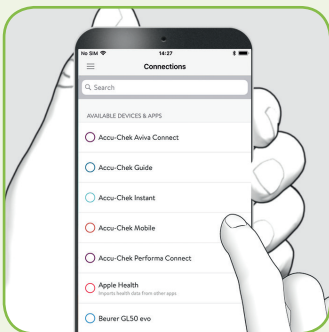 No SIM 14:27
Connections
Search
AVAILABLE DEVICES & APPS
Accu-Chek Aviva Connect
Accu-Chek Guide
Accu-Chek Instant
Accu-Chek Mobile
Accu-Chek Performa Connect
Apple Health
Imports health data from other apps
Beurer GL50 evo